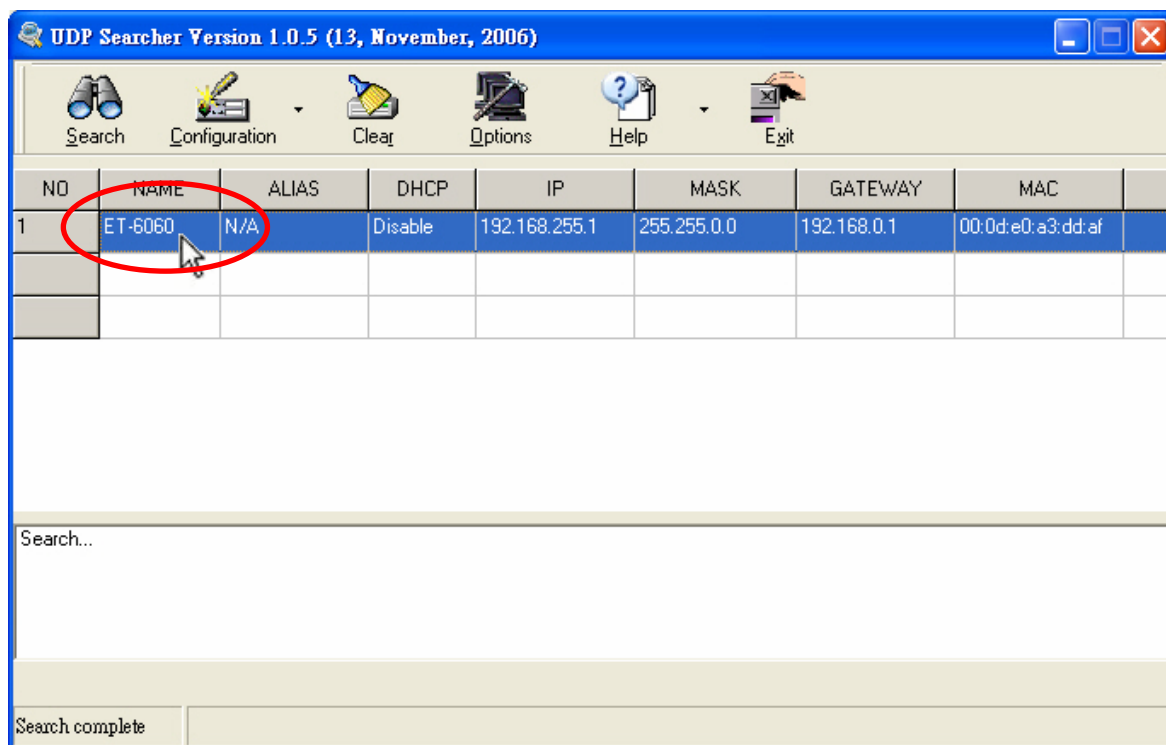 UDP Searcher Version 1.0.5 (13, November, 2006)
Search Configuration Clear Options Help Exit
NO NAME ALIAS DHCP IP MASK GATEWAY MAC
1 ET-6060 N/A Disable 192.168.255.1 255.255.0.0 192.168.0.1 00:0d:e0:a3:dd:af
Search...
Search complete